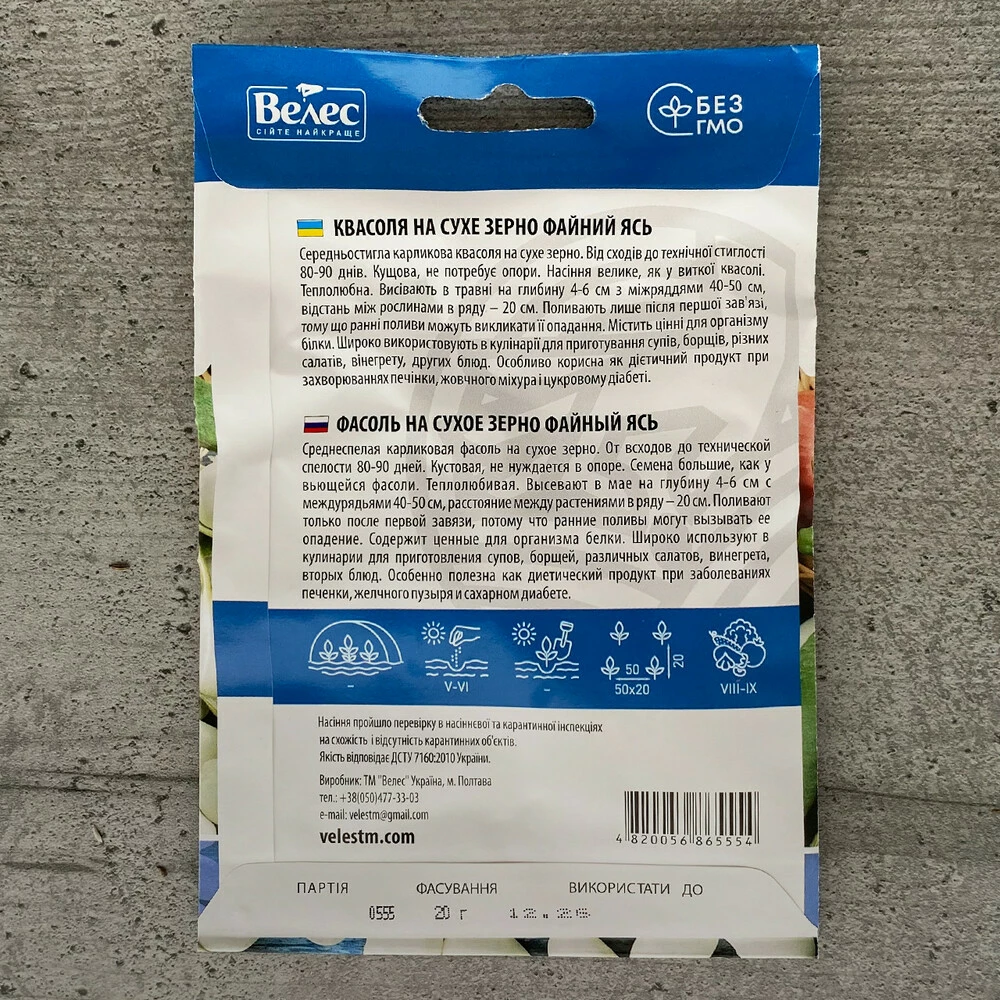 Велес
СІЙТЕ НАЙКРАЩЕ
БЕЗ
ГМО
КВАСОЛЯ НА СУХЕ ЗЕРНО ФАЙНИЙ ЯСЬ
Середньостигла карликова квасоля на сухе зерно. Від сходів до технічної стиглості
80-90 днів. Кущова, не потребує опори. Насіння велике, як у виткої квасолі.
Теплолюбна. Висівають в травні на глибину 4-6 см з міжряддями 40-50 см,
відстань між рослинами в ряду – 20 см. Поливають лише після першої зав'язі,
тому що ранні поливи можуть викликати її опадання. Містить цінні для організму
білки. Широко використовують в кулінарії для приготування супів, борщів, різних
салатів, вінегрету, других блюд. Особливо корисна як дієтичний продукт при
захворюваннях печінки, жовчного міхура і цукровому діабеті.
ФАСОЛЬ НА СУХОЕ ЗЕРНО ФАЙНЫЙ ЯСЬ
Среднеспелая карликовая фасоль на сухое зерно. От всходов до технической
спелости 80-90 дней. Кустовая, не нуждается в опоре. Семена большие, как у
вьющейся фасоли. Теплолюбивая. Высевают в мае на глубину 4-6 см с
междурядьями 40-50 см, расстояние между растениями в ряду – 20 см. Поливают
только после первой завязи, потому что ранние поливы могут вызывать ее
опадение. Содержит ценные для организма белки. Широко используют в
кулинарии для приготовления супов, борщей, различных салатов, винегрета,
вторых блюд. Особенно полезна как диетический продукт при заболеваниях
печенки, желчного пузыря и сахарном диабете.
50
20
– V-VI – 50х20 VIII-IX
Насіння пройшло перевірку в насіннєвої та карантинної інспекціях
на схожість і відсутність карантинних об'єктів.
Якість відповідає ДСТУ 7160:2010 України.
Виробник: ТМ "Велес" Україна, м. Полтава
тел.: +38(050)477-33-03
e-mail: velestm@gmail.com
velestm.com
4 820056 865554
ПАРТІЯ ФАСУВАННЯ ВИКОРИСТАТИ ДО
0555 20 г 12.26